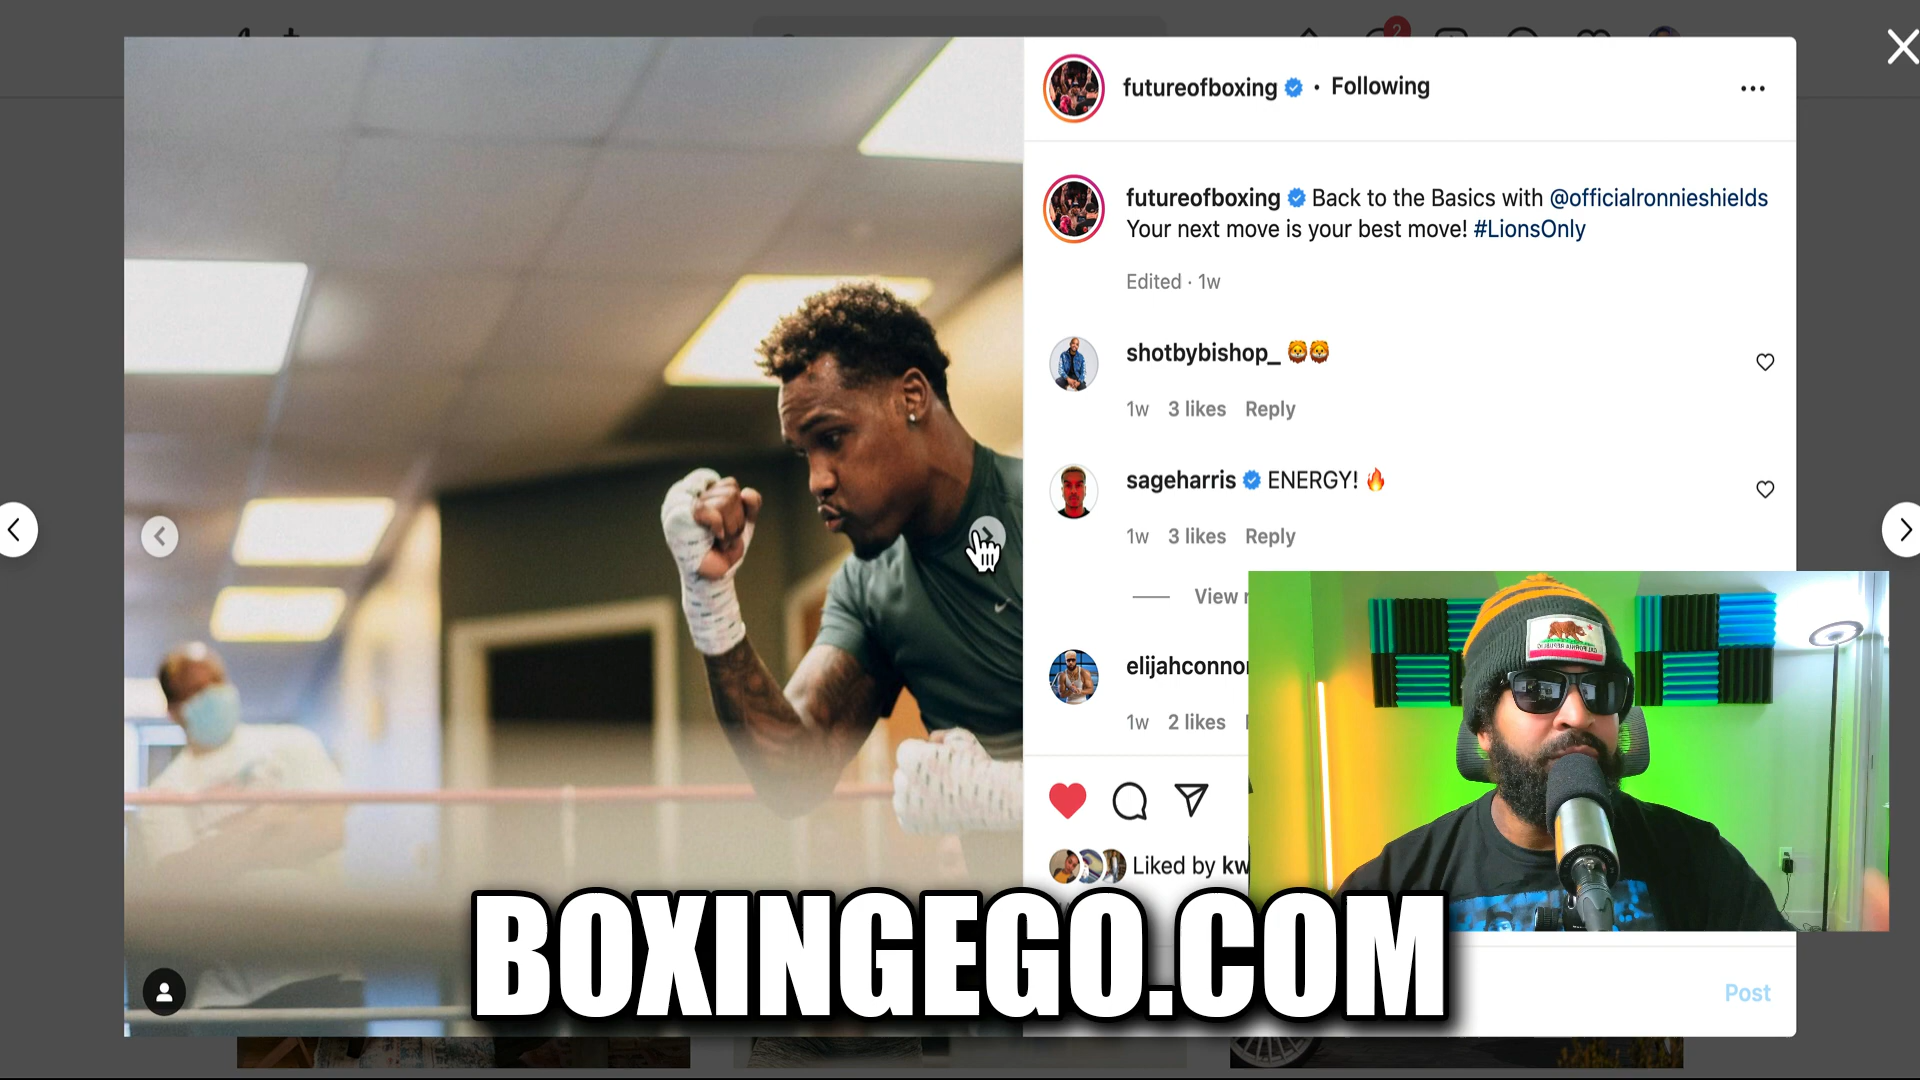 2
futureofboxing • Following
futureofboxing Back to the Basics with @officialronnieshields
Your next move is your best move! #LionsOnly
Edited · 1w
shotbybishop_ 🦁🦁
1w 3 likes Reply
sageharris ENERGY! 🔥
1w 3 likes Reply
View
elijahconnor
1w 2 likes
Liked by kw
BOXINGEGO.COM
Post